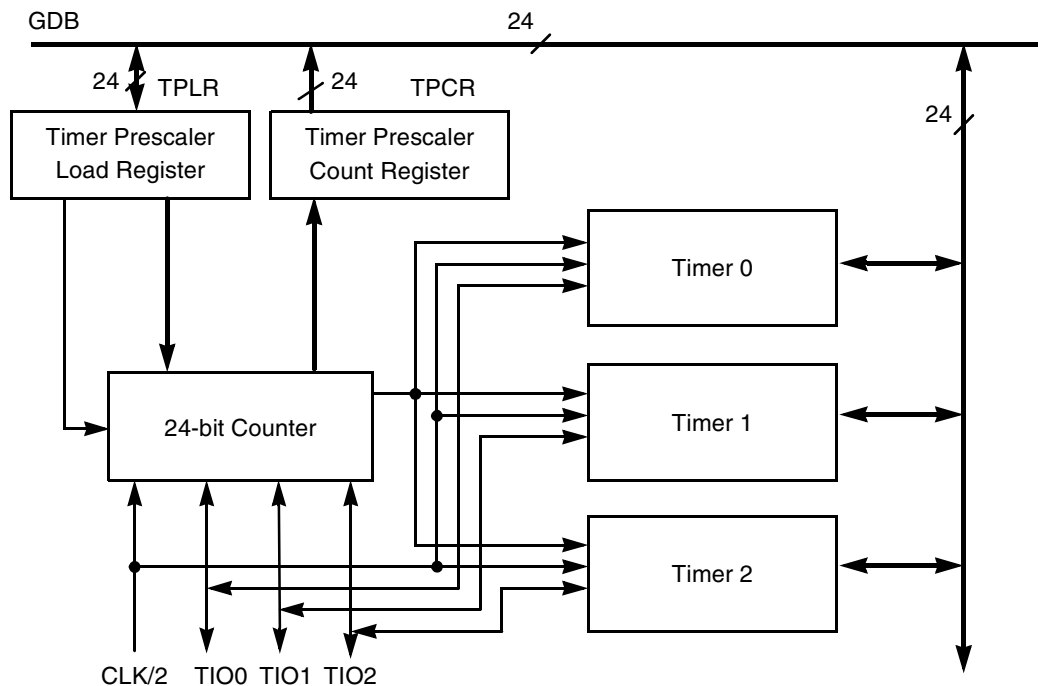 GDB
24
24
TPLR
24
TPCR
24
Timer Prescaler
Load Register
Timer Prescaler
Count Register
Timer 0
24-bit Counter
Timer 1
Timer 2
CLK/2
TIO0
TIO1
TIO2